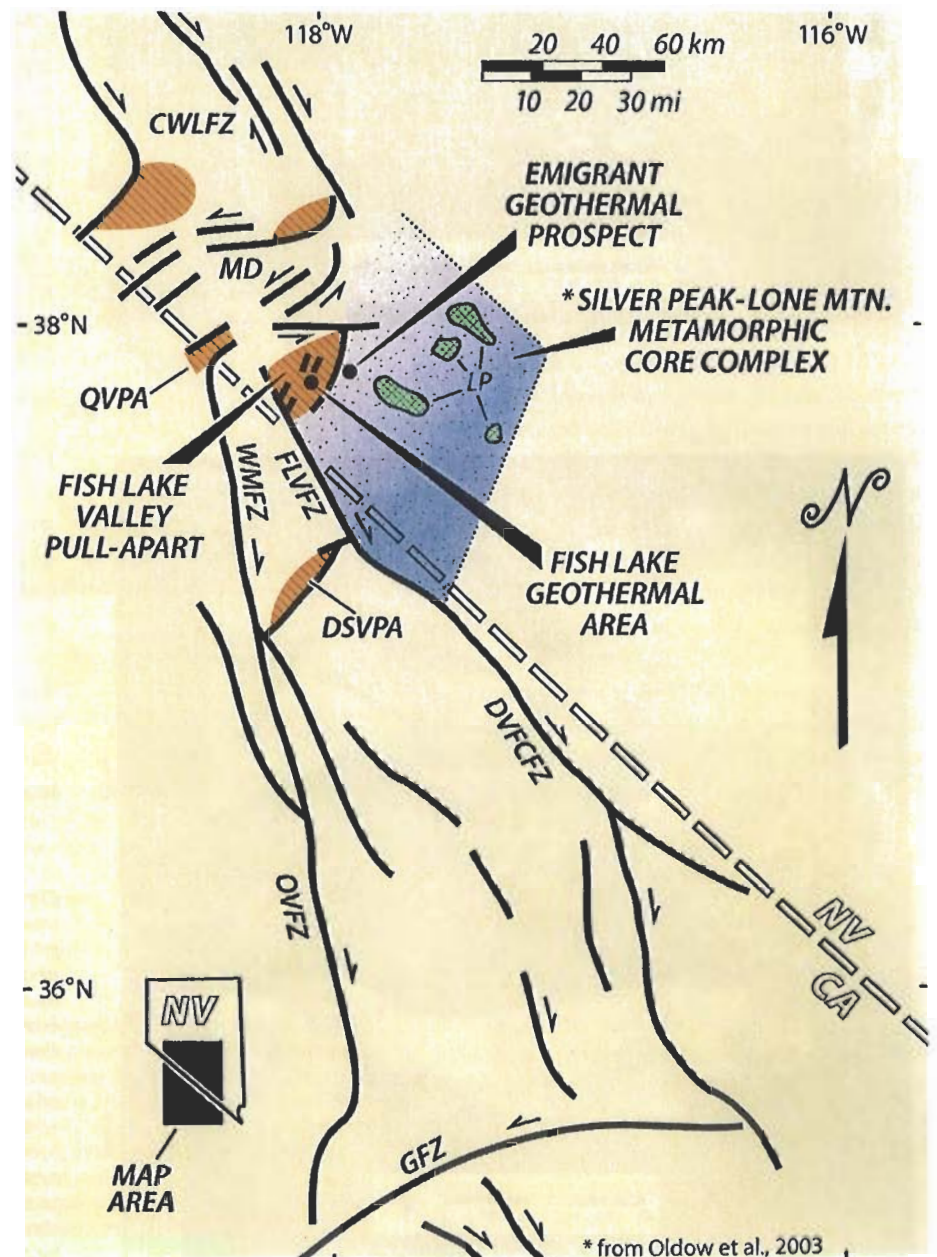 118°W
116°W
20 40 60 km
10 20 30 mi
CWLFZ
EMIGRANT
GEOTHERMAL
PROSPECT
MD
*SILVER PEAK-LONE MTN.
METAMORPHIC
CORE COMPLEX
38°N
LP
QVPA
WMFZ
FLVFZ
FISH LAKE
VALLEY
PULL-APART
N
FISH LAKE
GEOTHERMAL
AREA
DSVPA
DVFCFZ
OVFZ
NV
CA
36°N
NV
MAP
AREA
GFZ
* from Oldow et al., 2003